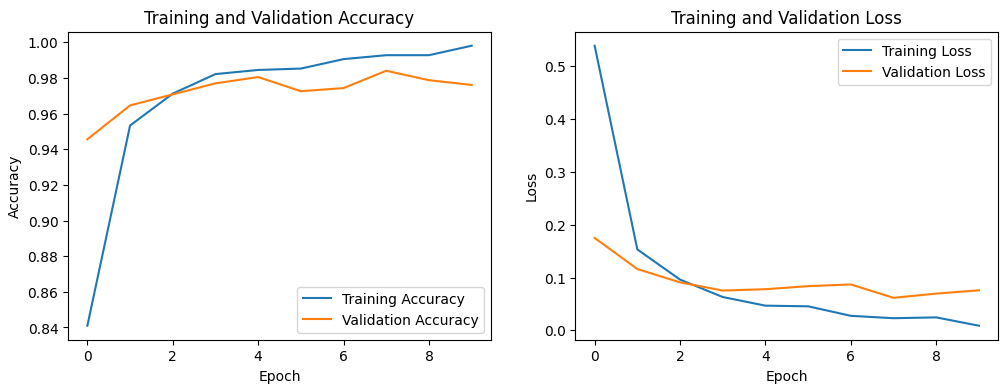 Training and Validation Accuracy
Accuracy
1.00
0.98
0.96
0.94
0.92
0.90
0.88
0.86
0.84
Training Accuracy
Validation Accuracy
0 2 4 6 8
Epoch
Training and Validation Loss
Loss
0.5
0.4
0.3
0.2
0.1
0.0
Training Loss
Validation Loss
0 2 4 6 8
Epoch